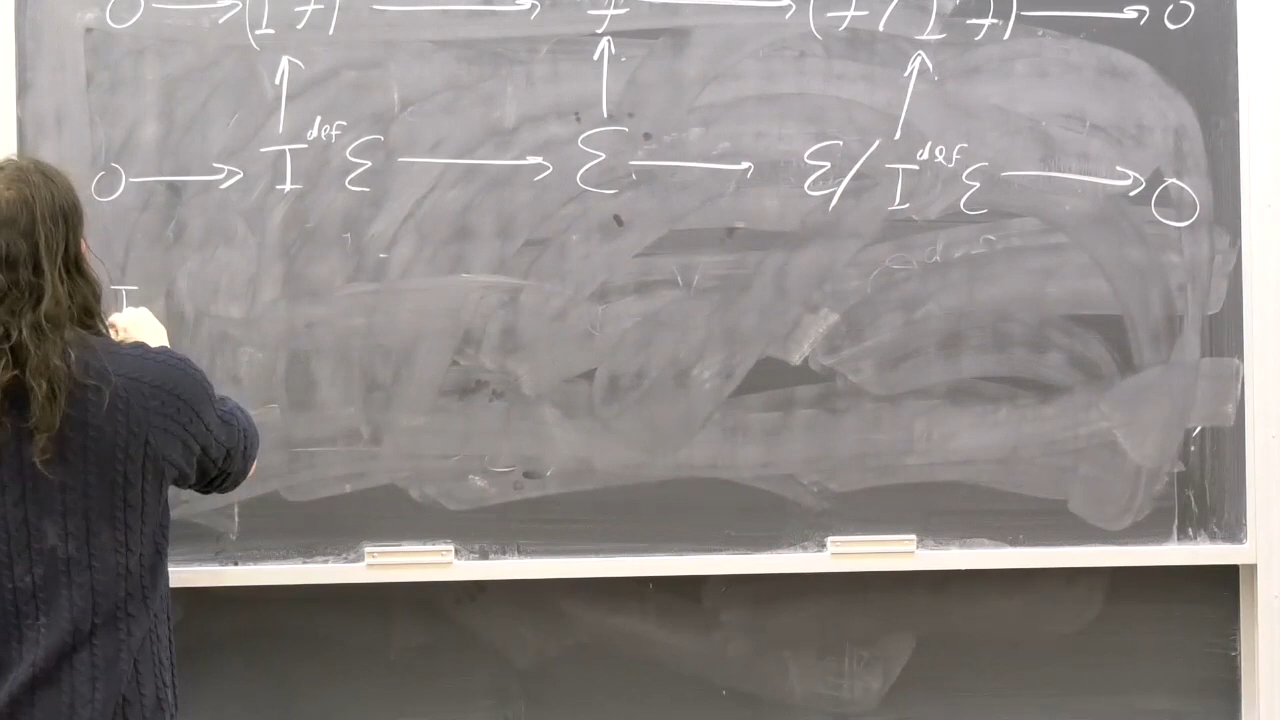 0 → (I f) → f → (f / I f) → 0
↑ ↑ ↑
0 → I^def Ɛ → Ɛ → Ɛ / I^def Ɛ → 0
I